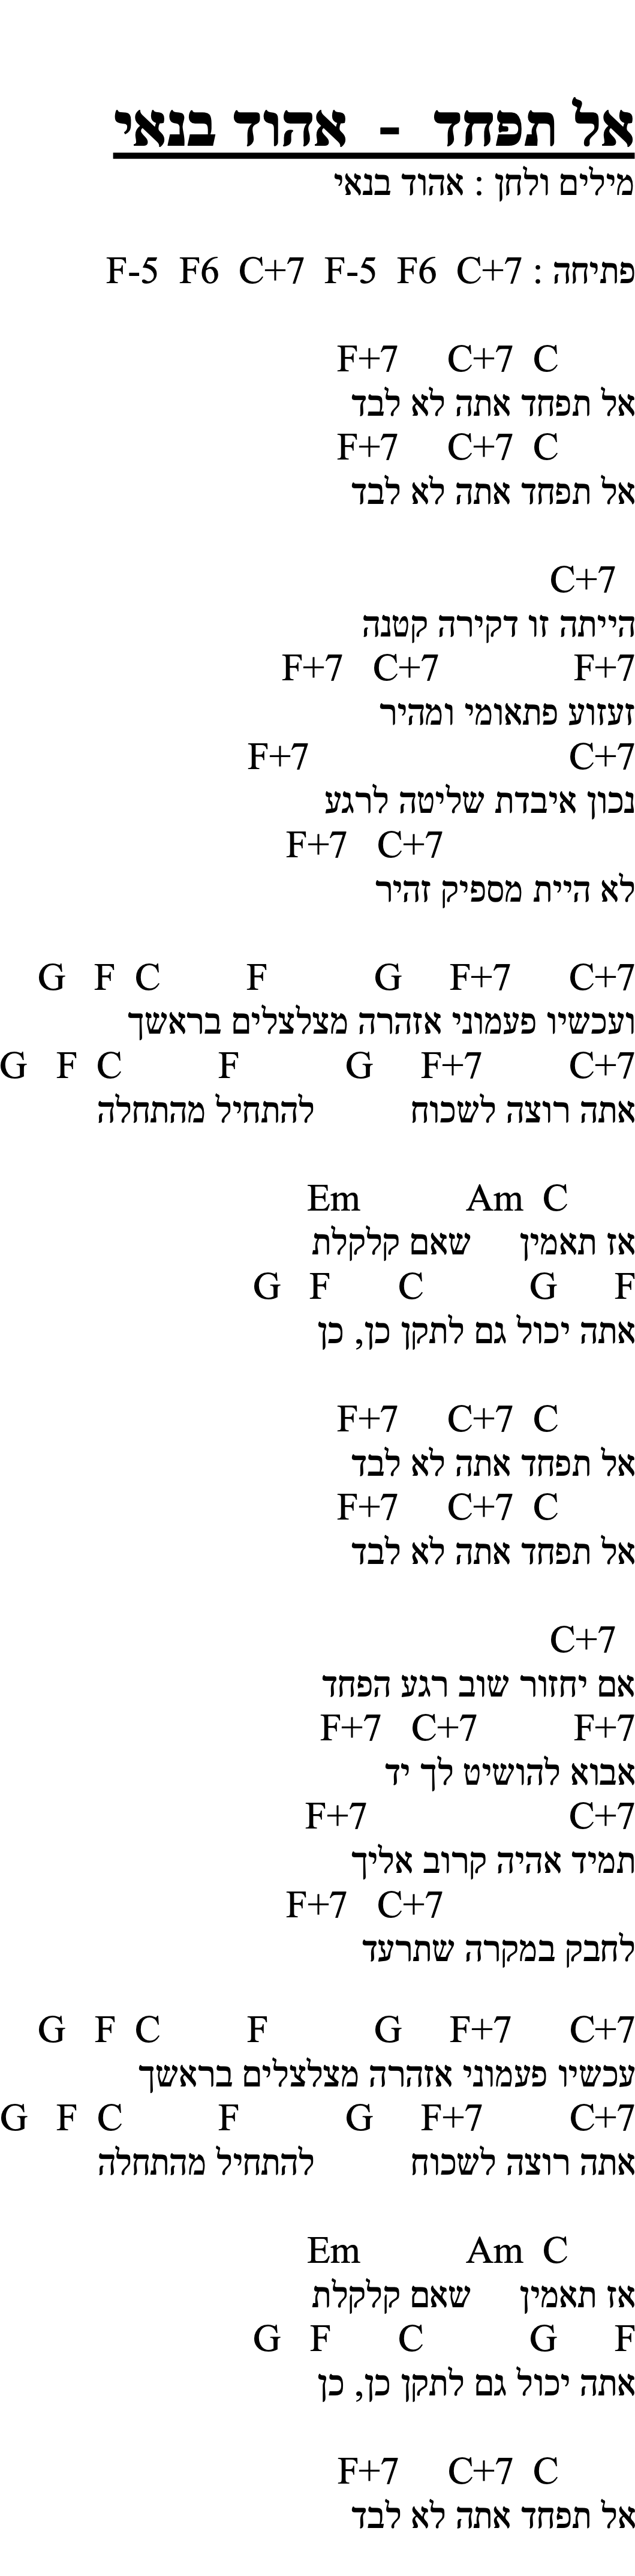 אל תפחד - אהוד בנאי
מילים ולחן : אהוד בנאי
פתיחה : F-5 F6 C+7 F-5 F6 C+7
F+7 C+7 C
אל תפחד אתה לא לבד
F+7 C+7 C
אל תפחד אתה לא לבד
C+7
הייתה זו דקירה קטנה
F+7 C+7 F+7
זעזוע פתאומי ומהיר
F+7 C+7
נכון איבדת שליטה לרגע
F+7 C+7
לא היית מספיק זהיר
G F C F G F+7 C+7
ועכשיו פעמוני אזהרה מצלצלים בראשך
G F C F G F+7 C+7
אתה רוצה לשכוח להתחיל מהתחלה
Em Am C
אז תאמין שאם קלקלת
G F C G F
אתה יכול גם לתקן כן, כן
F+7 C+7 C
אל תפחד אתה לא לבד
F+7 C+7 C
אל תפחד אתה לא לבד
C+7
אם יחזור שוב רגע הפחד
F+7 C+7 F+7
אבוא להושיט לך יד
F+7 C+7
תמיד אהיה קרוב אליך
F+7 C+7
לחבק במקרה שתרעד
G F C F G F+7 C+7
עכשיו פעמוני אזהרה מצלצלים בראשך
G F C F G F+7 C+7
אתה רוצה לשכוח להתחיל מהתחלה
Em Am C
אז תאמין שאם קלקלת
G F C G F
אתה יכול גם לתקן כן, כן
F+7 C+7 C
אל תפחד אתה לא לבד